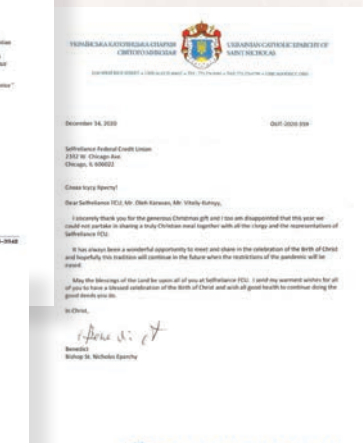 УКРАЇНСЬКА КАТОЛИЦЬКА ЄПАРХІЯ
СВЯТОГО МИКОЛАЯ
UKRAINIAN CATHOLIC EPARCHY OF
SAINT NICHOLAS
2020
Selfreliance Federal Credit Union
2332 W. Chicago Ave.
Chicago, IL
Слава Ісусу Христу!
Dear Selfreliance FCU, Mr. Oleh Karawan, Mr. Vitaliy
I sincerely thank you for the generous Christmas gift and I too am disappointed that this year we
could not partake in sharing a truly Christian meal together with all the clergy and the representatives of
Selfreliance FCU.
It has always been a wonderful opportunity to meet and share in the celebration of the Birth of Christ
and hopefully this tradition will continue in the future when the restrictions of the pandemic will be
eased.
May the blessings of the Lord be upon all of you at Selfreliance FCU. I send my warmest wishes for all
of you to have a blessed celebration of the Birth of Christ and wish all good health to continue doing the
good deeds you do.
In Christ,
Benedict
Benedict
Bishop St. Nicholas Eparchy